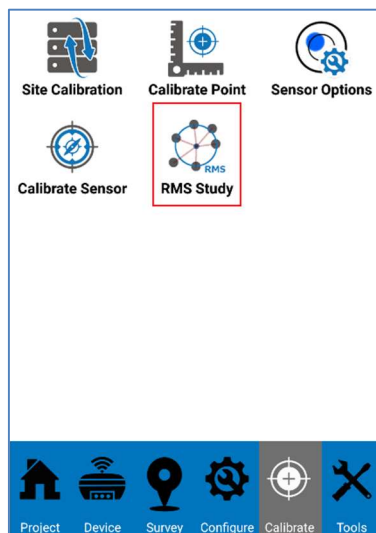 Site Calibration
Calibrate Point
Sensor Options
Calibrate Sensor
RMS
RMS Study
Project
Device
Survey
Configure
Calibrate
Tools